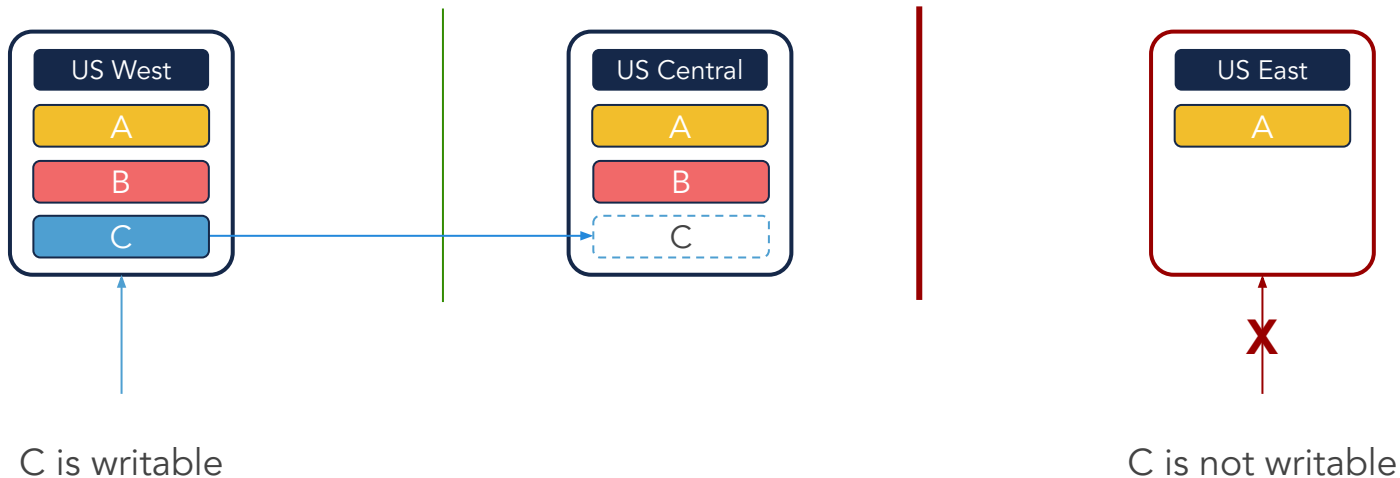 US West
A
B
C
US Central
A
B
C
US East
A
X
C is writable
C is not writable